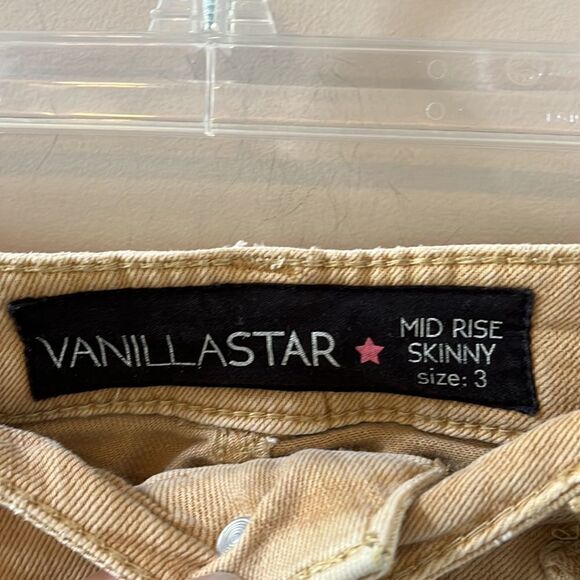 VANILLASTAR
MID RISE
SKINNY
size: 3